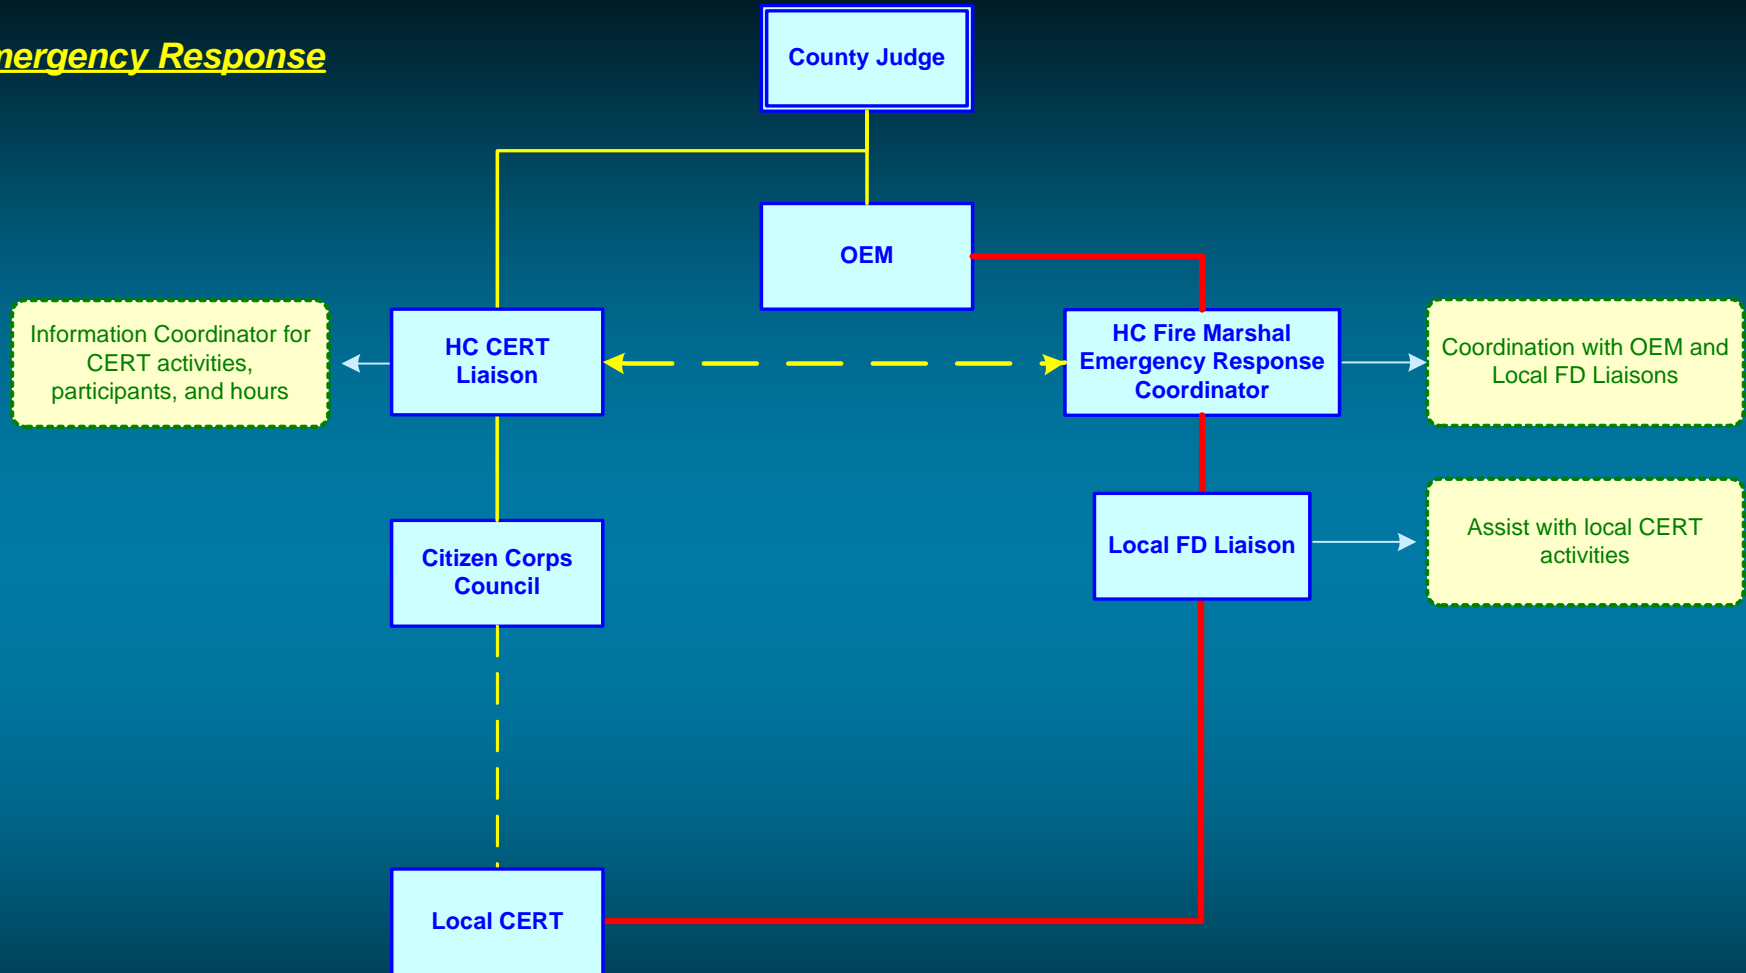 mergency Response
County Judge
OEM
Information Coordinator for
CERT activities,
participants, and hours
HC CERT
Liaison
HC Fire Marshal
Emergency Response
Coordinator
Coordination with OEM and
Local FD Liaisons
Citizen Corps
Council
Local FD Liaison
Assist with local CERT
activities
Local CERT